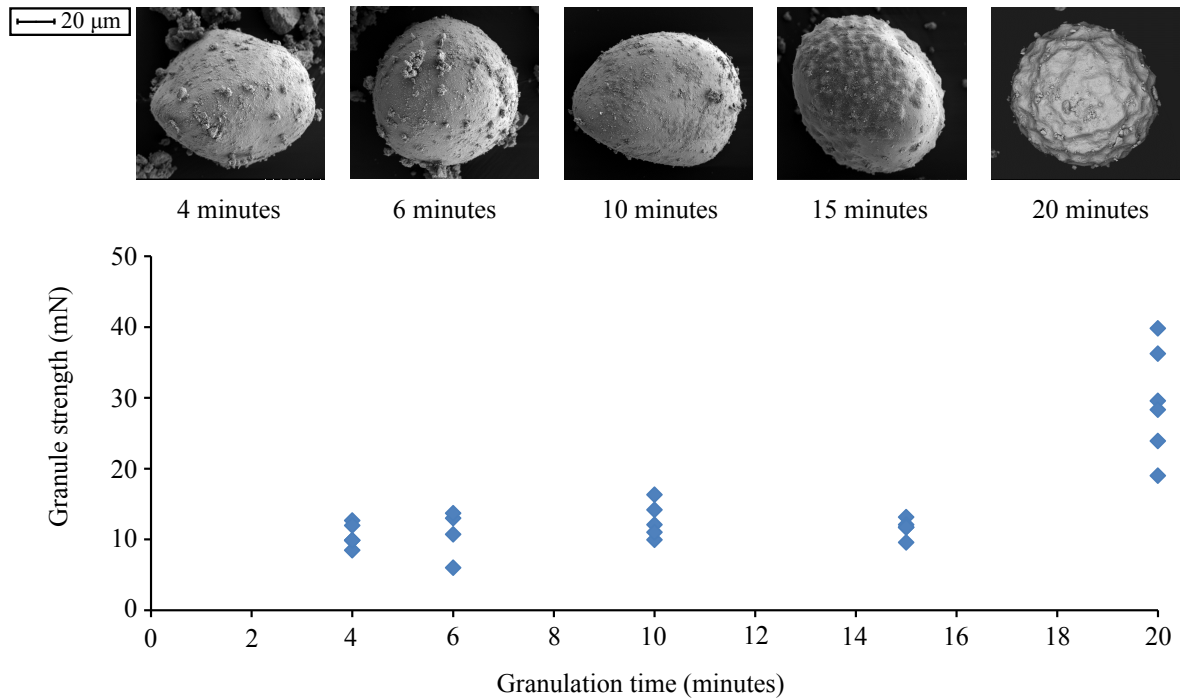 20 μm
4 minutes
6 minutes
10 minutes
15 minutes
20 minutes
50
40
30
20
10
0
Granule strength (mN)
0
2
4
6
8
10
12
14
16
18
20
Granulation time (minutes)